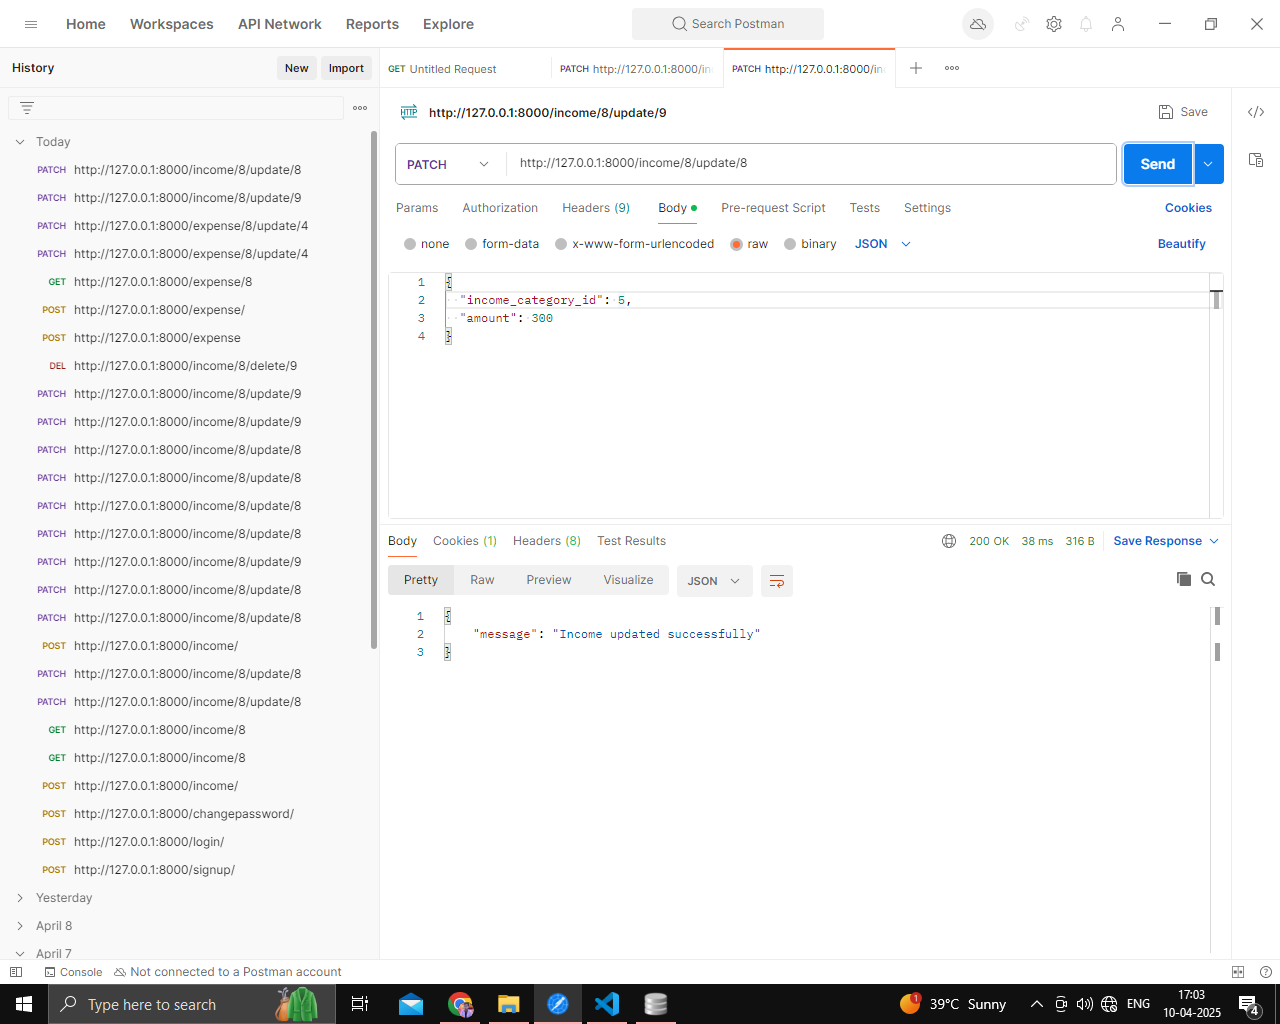 Home
Workspaces
API Network
Reports
Explore
Search Postman
History
New
Import
GET Untitled Request
PATCH http://127.0.0.1:8000/in
PATCH http://127.0.0.1:8000/in
HTTP http://127.0.0.1:8000/income/8/update/9
Save
Today
PATCH http://127.0.0.1:8000/income/8/update/8
PATCH http://127.0.0.1:8000/income/8/update/9
PATCH http://127.0.0.1:8000/expense/8/update/4
PATCH http://127.0.0.1:8000/expense/8/update/4
GET http://127.0.0.1:8000/expense/8
POST http://127.0.0.1:8000/expense/
POST http://127.0.0.1:8000/expense
DEL http://127.0.0.1:8000/income/8/delete/9
PATCH http://127.0.0.1:8000/income/8/update/9
PATCH http://127.0.0.1:8000/income/8/update/9
PATCH http://127.0.0.1:8000/income/8/update/8
PATCH http://127.0.0.1:8000/income/8/update/8
PATCH http://127.0.0.1:8000/income/8/update/8
PATCH http://127.0.0.1:8000/income/8/update/8
PATCH http://127.0.0.1:8000/income/8/update/9
PATCH http://127.0.0.1:8000/income/8/update/8
PATCH http://127.0.0.1:8000/income/8/update/8
POST http://127.0.0.1:8000/income/
PATCH http://127.0.0.1:8000/income/8/update/8
PATCH http://127.0.0.1:8000/income/8/update/8
GET http://127.0.0.1:8000/income/8
GET http://127.0.0.1:8000/income/8
POST http://127.0.0.1:8000/income/
POST http://127.0.0.1:8000/changepassword/
POST http://127.0.0.1:8000/login/
POST http://127.0.0.1:8000/signup/
Yesterday
April 8
April 7
PATCH
http://127.0.0.1:8000/income/8/update/8
Send
Params
Authorization
Headers (9)
Body
Pre-request Script
Tests
Settings
Cookies
none
form-data
x-www-form-urlencoded
raw
binary
JSON
Beautify
1 {
2 "income_category_id": 5,
3 "amount": 300
4 }
Body
Cookies (1)
Headers (8)
Test Results
200 OK
38 ms
316 B
Save Response
Pretty
Raw
Preview
Visualize
JSON
1 {
2 "message": "Income updated successfully"
3 }
Console
Not connected to a Postman account
Type here to search
1
39°C Sunny
ENG
17:03
10-04-2025
4